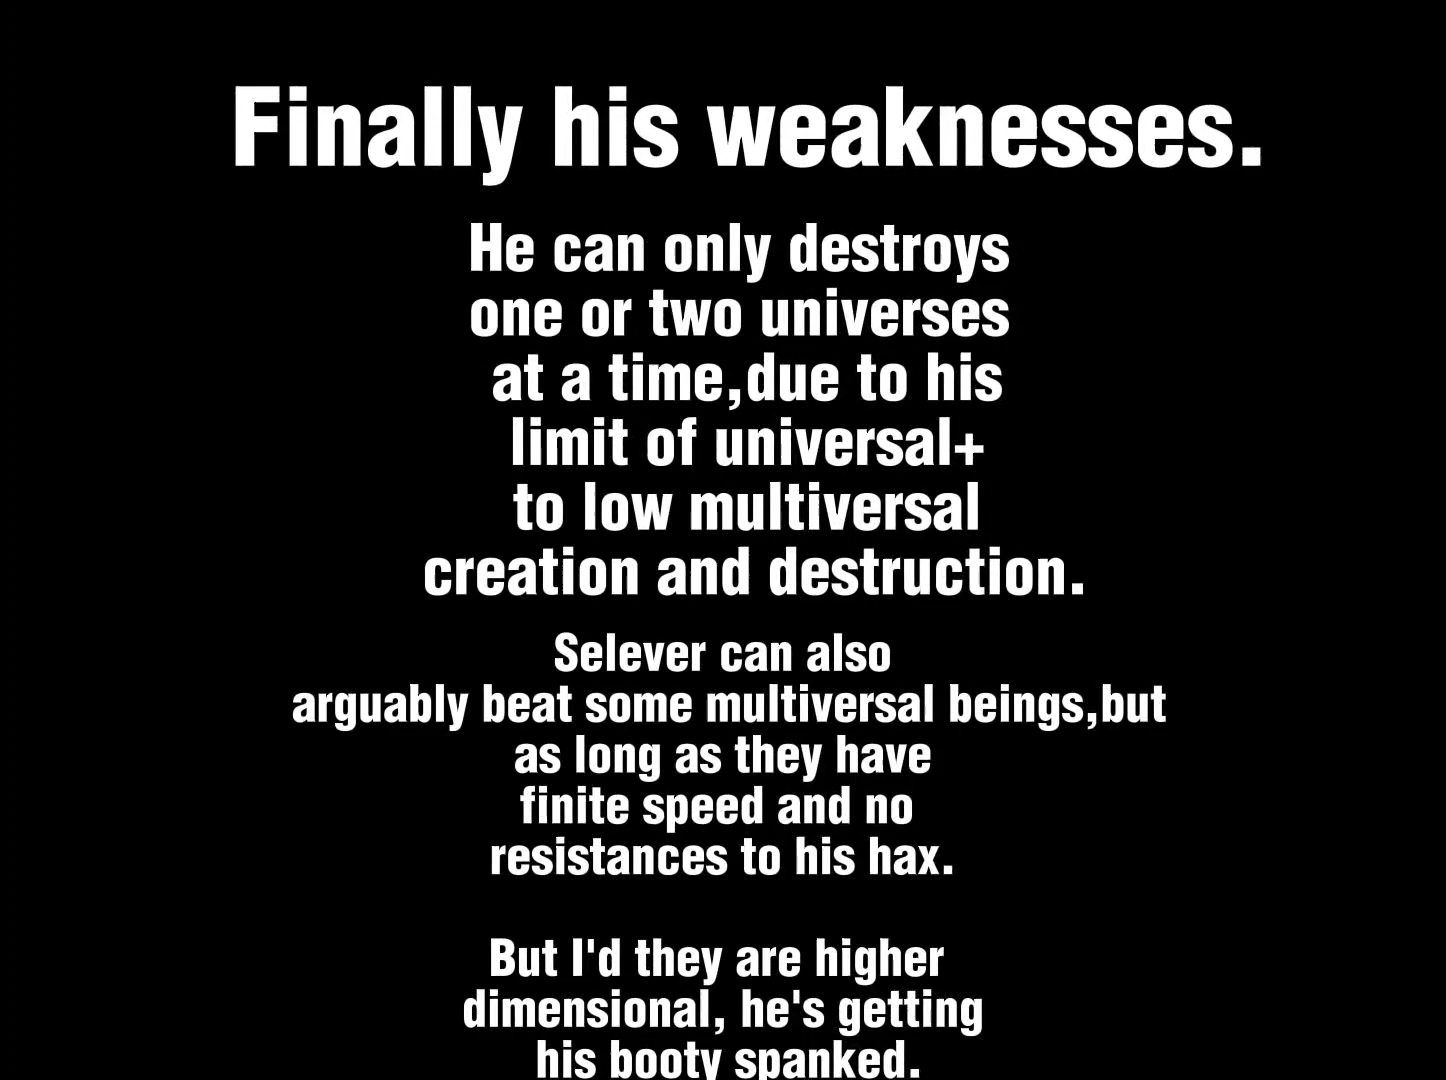 Finally his weaknesses.
He can only destroys
one or two universes
at a time,due to his
limit of universal+
to low multiversal
creation and destruction.
Selever can also
arguably beat some multiversal beings,but
as long as they have
finite speed and no
resistances to his hax.
But I'd they are higher
dimensional, he's getting
his booty spanked.